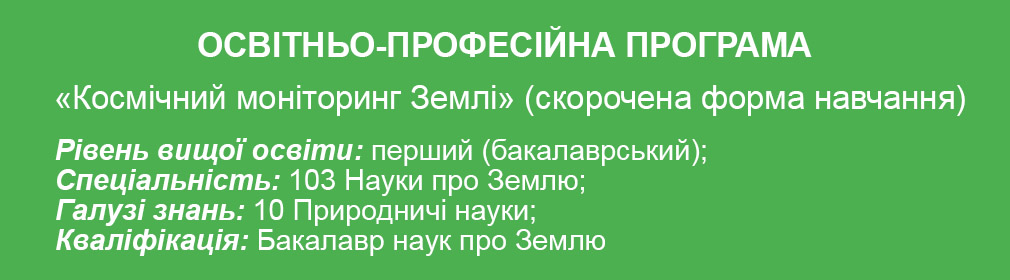 ОСВІТНЬО-ПРОФЕСІЙНА ПРОГРАМА
«Космічний моніторинг Землі» (скорочена форма навчання)
Рівень вищої освіти: перший (бакалаврський);
Спеціальність: 103 Науки про Землю;
Галузі знань: 10 Природничі науки;
Кваліфікація: Бакалавр наук про Землю